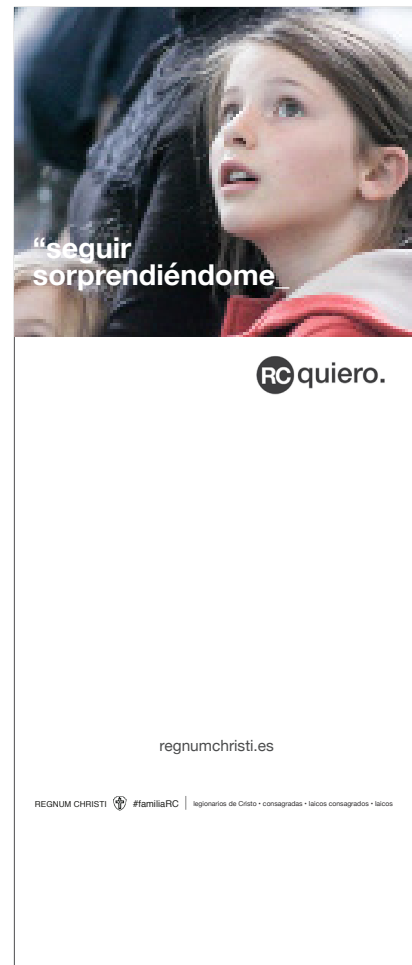 “seguir
sorprendiéndome_
RC quiero.
regnumchristi.es
REGNUM CHRISTI #familiaRC | legionarios de Cristo • consagradas • laicos consagrados • laicos